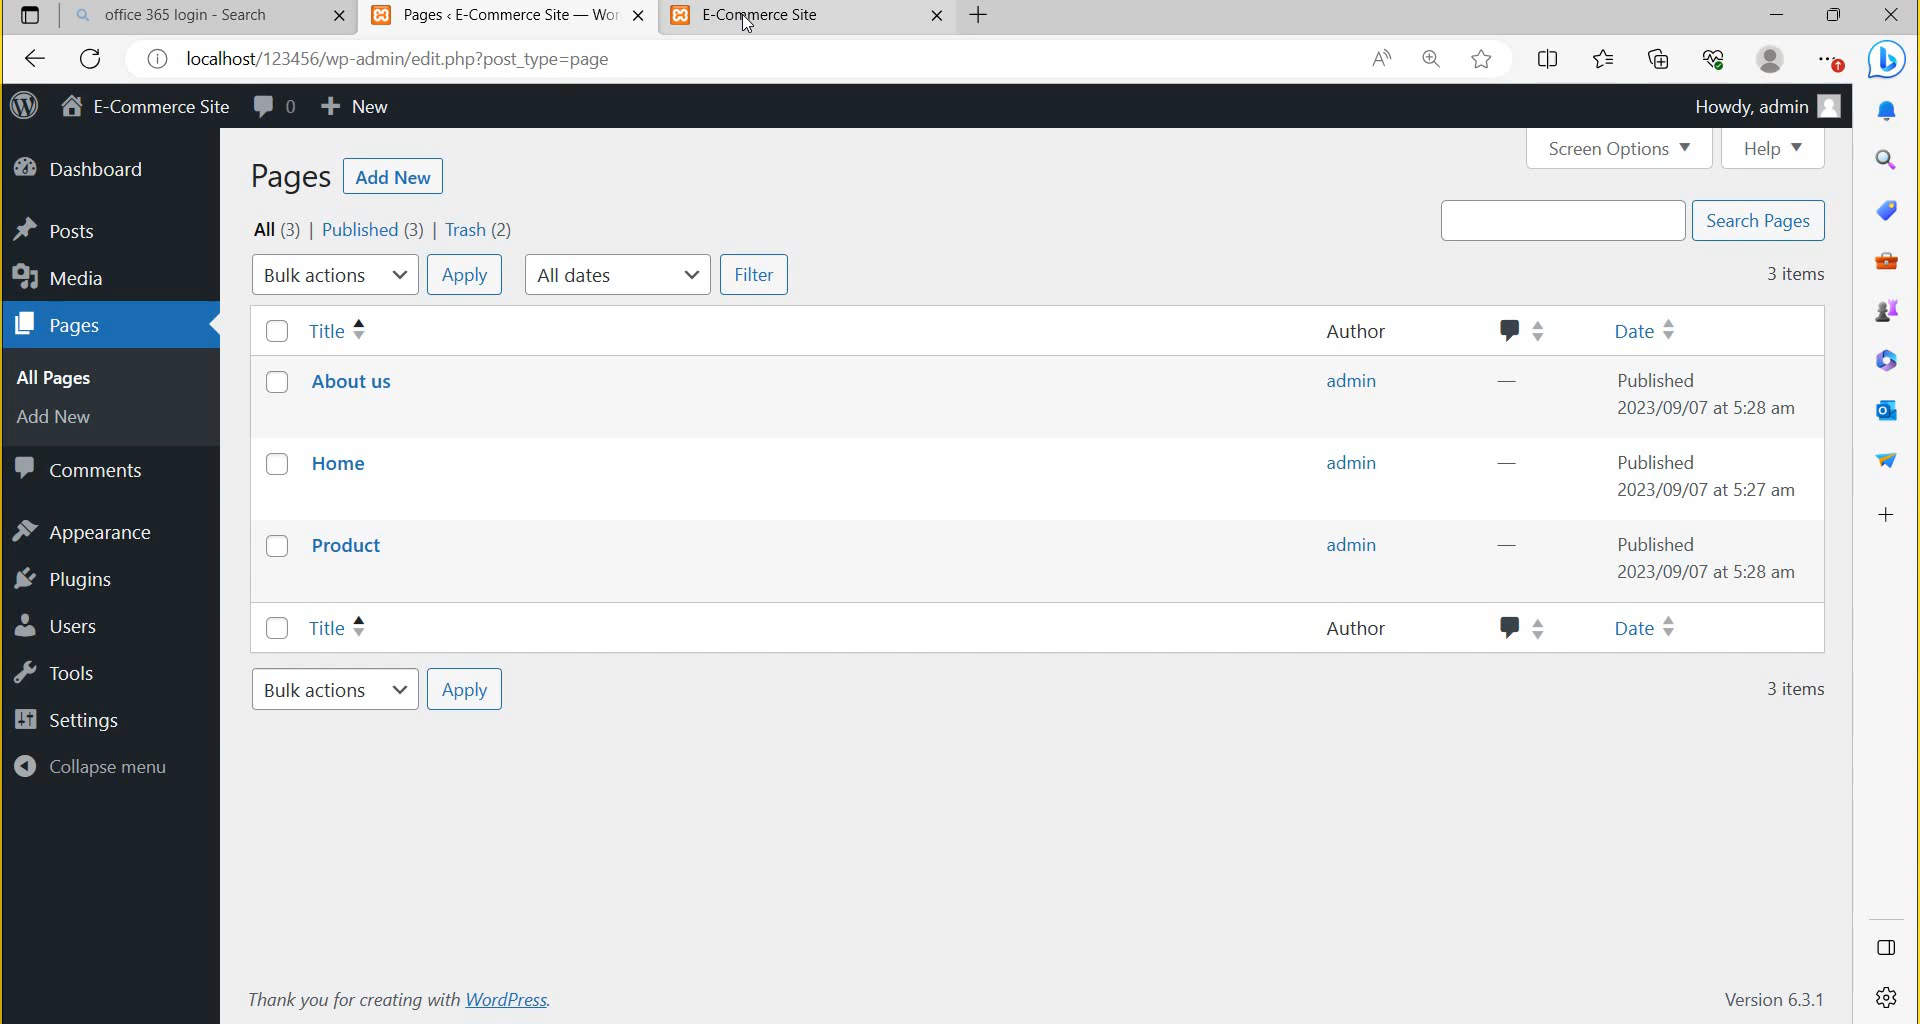 office 365 login - Search
Pages ‹ E-Commerce Site — Wor
E-Commerce Site
localhost/123456/wp-admin/edit.php?post_type=page
E-Commerce Site 0 New
Howdy, admin
Screen Options Help
Dashboard
Posts
Media
Pages
All Pages
Add New
Comments
Appearance
Plugins
Users
Tools
Settings
Collapse menu
Pages Add New
All (3) | Published (3) | Trash (2)
Search Pages
Bulk actions Apply All dates Filter 3 items
Title Author Date
About us admin — Published
2023/09/07 at 5:28 am
Home admin — Published
2023/09/07 at 5:27 am
Product admin — Published
2023/09/07 at 5:28 am
Title Author Date
Bulk actions Apply 3 items
Thank you for creating with WordPress. Version 6.3.1